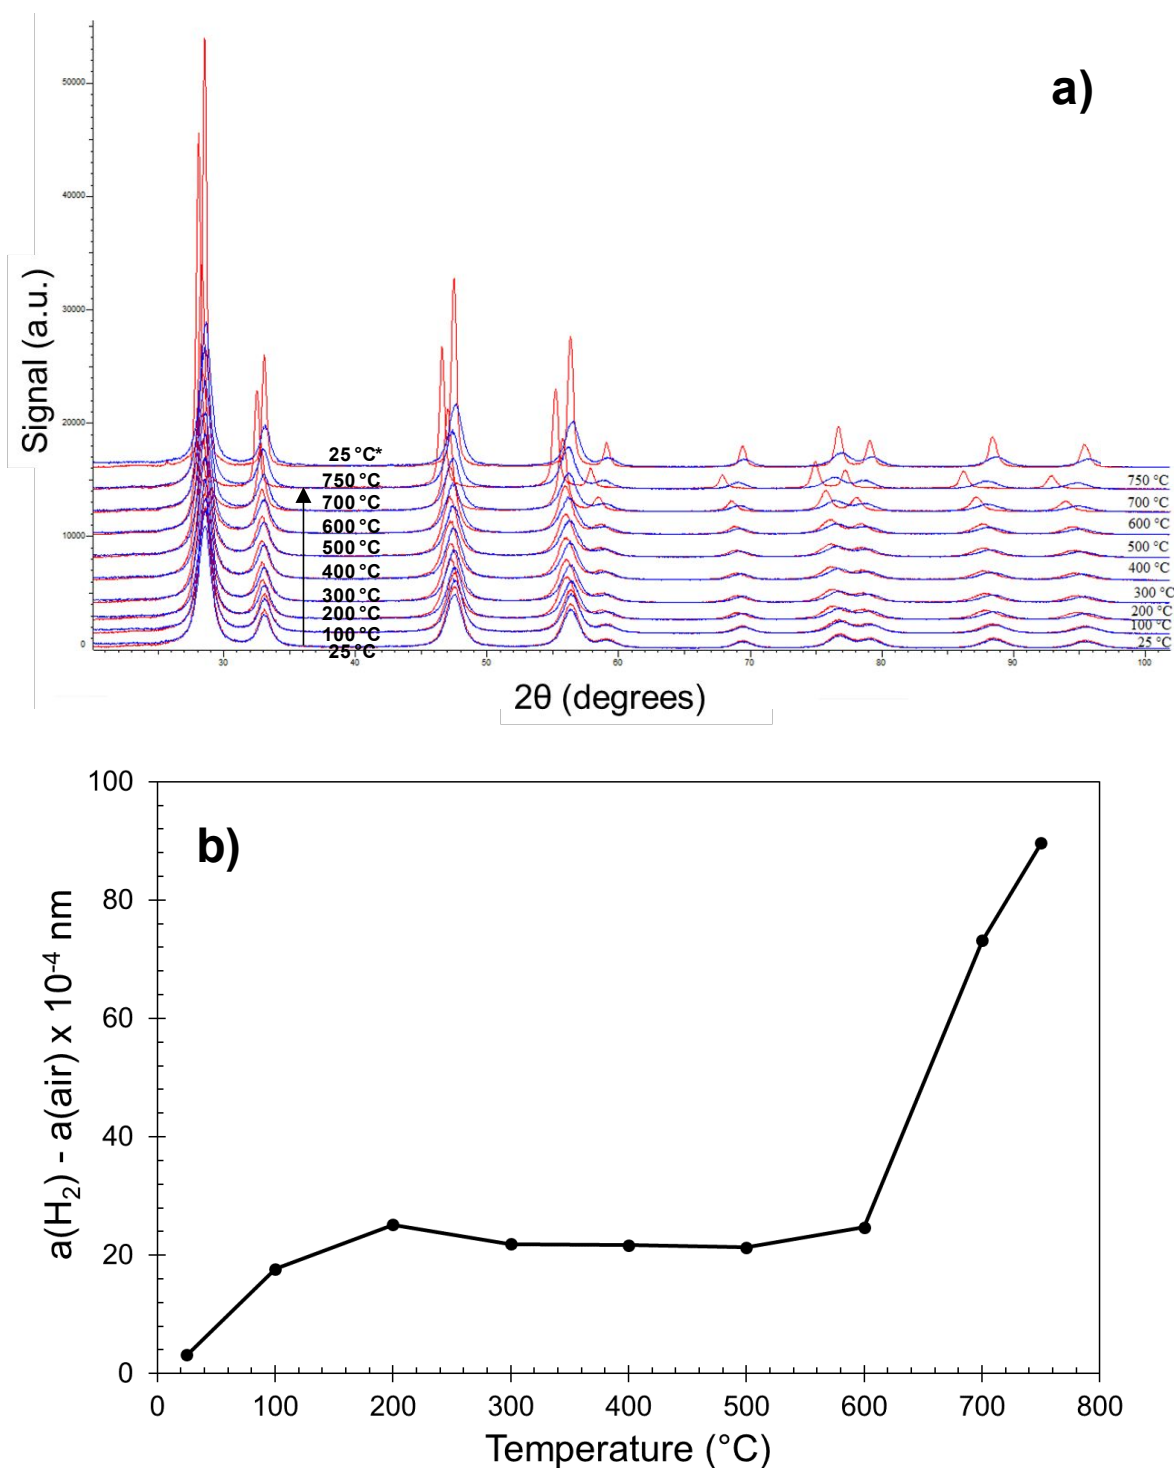 a)
50000
40000
30000
20000
10000
0
Signal (a.u.)
25 °C*
750 °C
700 °C
600 °C
500 °C
400 °C
300 °C
200 °C
100 °C
25°C
750 °C
700 °C
600 °C
500 °C
400 °C
300 °C
200 °C
100 °C
25 °C
30 40 50 60 70 80 90 100
2θ (degrees)
b)
100
80
60
40
20
0
a(H₂) - a(air) x 10⁻⁴ nm
0 100 200 300 400 500 600 700 800
Temperature (°C)